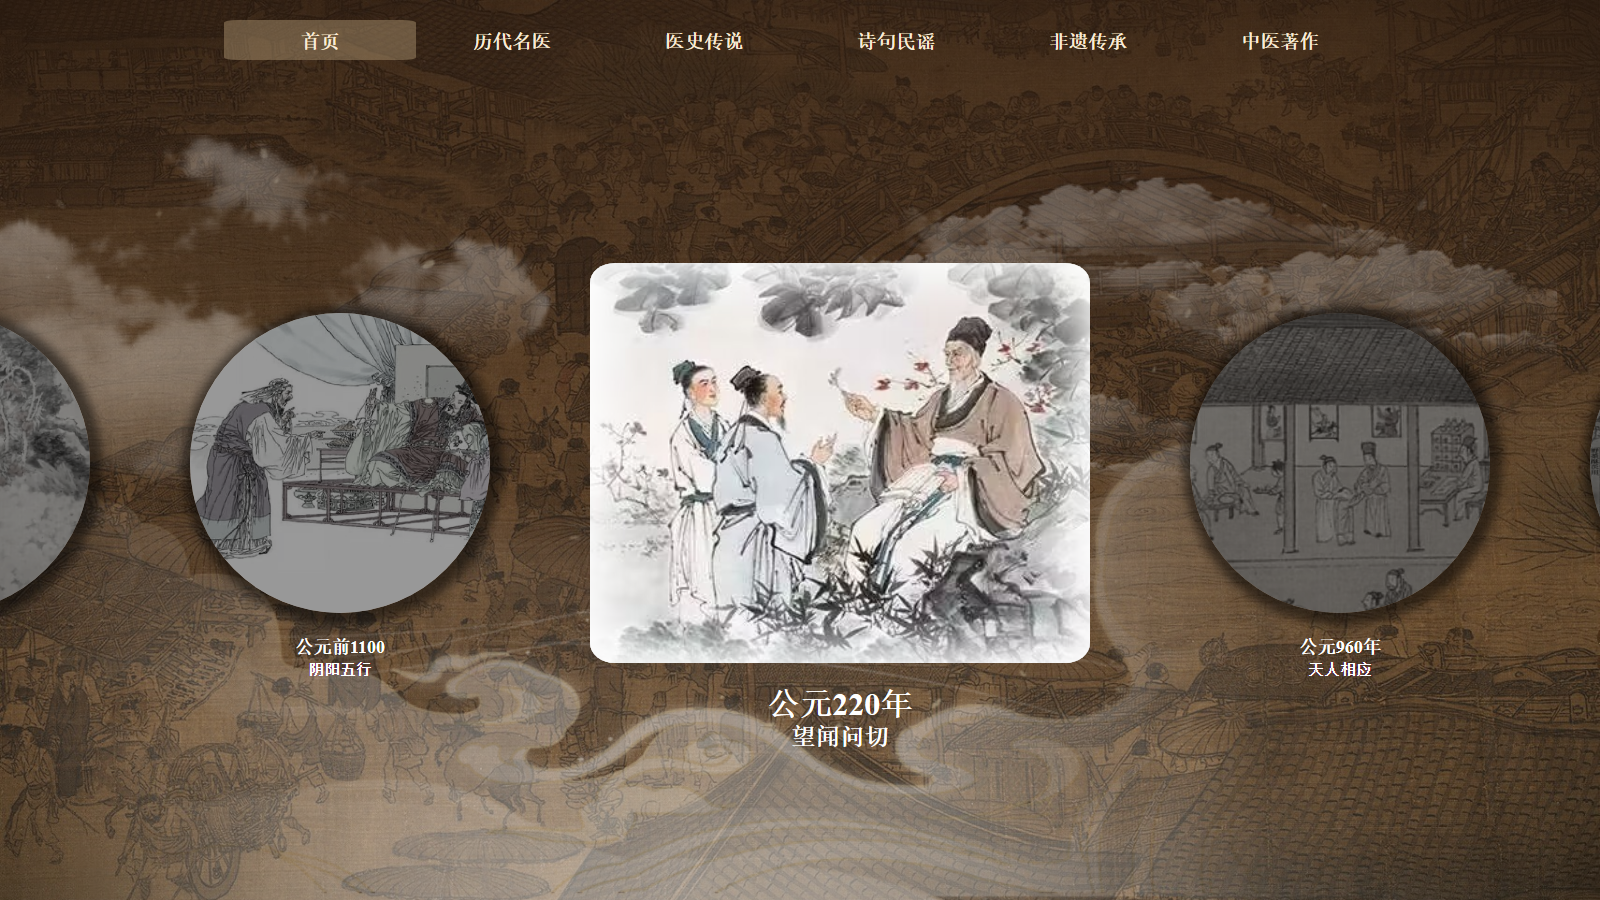 首页
历代名医
医史传说
诗句民谣
非遗传承
中医著作
公元前1100
阴阳五行
公元220年
望闻问切
公元960年
天人相应